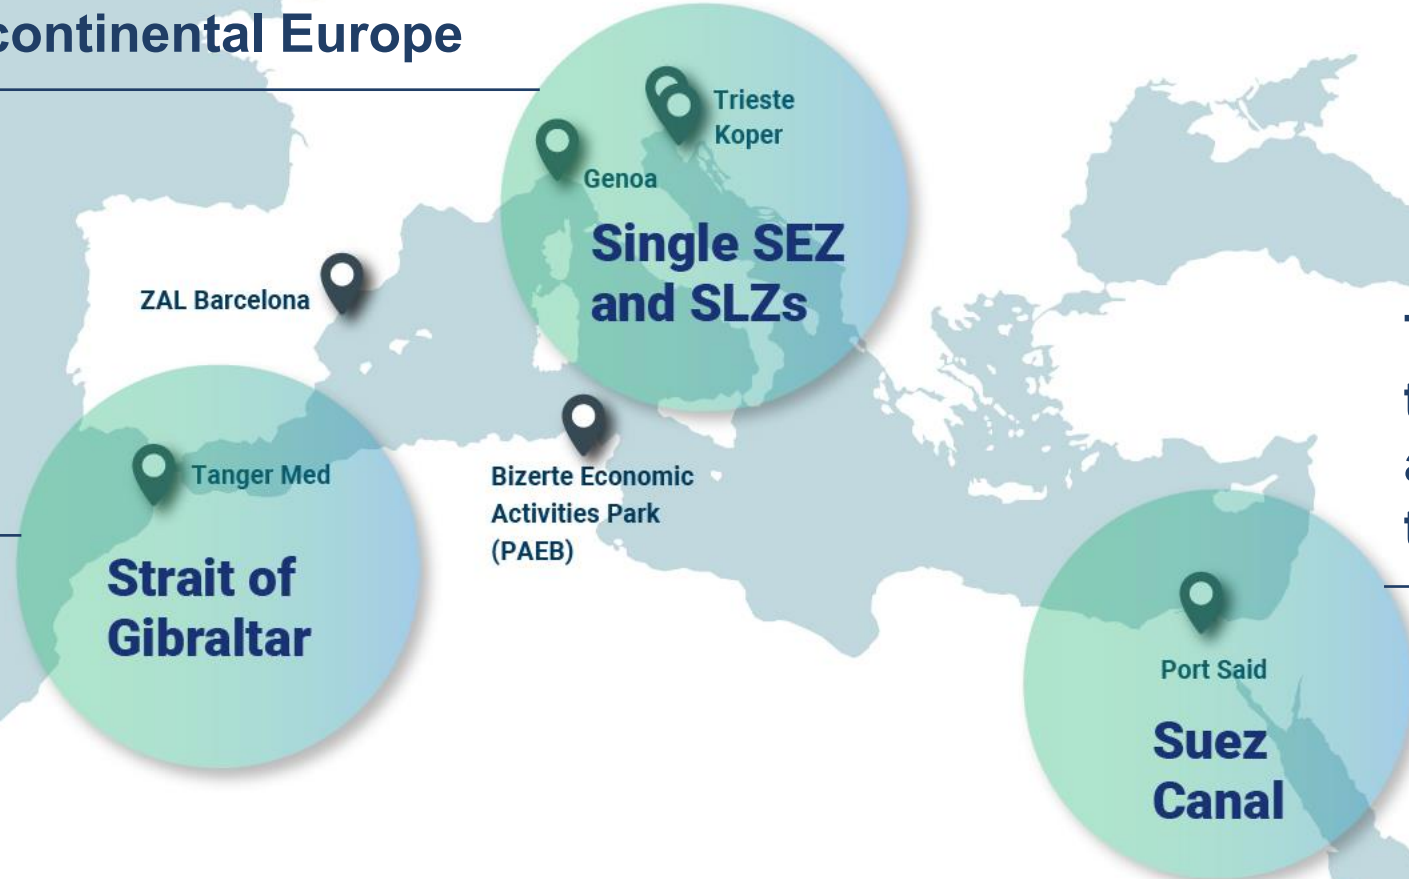 continental Europe
Trieste
Koper
Genoa
Single SEZ
and SLZs
ZAL Barcelona
Tanger Med
Bizerte Economic
Activities Park
(PAEB)
Strait of
Gibraltar
Port Said
Suez
Canal